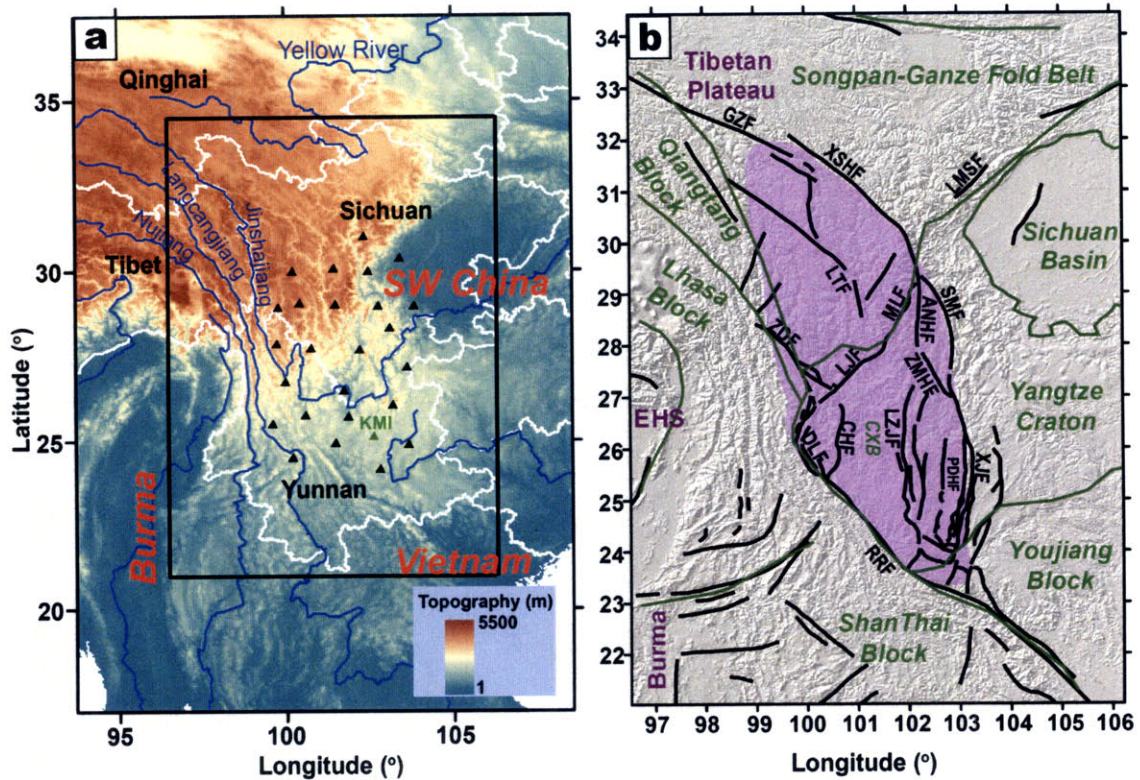 a
Yellow River
Qinghai
35
Sichuan
Jinshajiang
angcangjiang
Nujiang
30
Tibet
SW China
Latitude (º)
KMI
25
Yunnan
Burma
Vietnam
20
Topography (m)
5500
1
95
100
105
Longitude (º)
b
34
Tibetan
Plateau
Songpan-Ganze Fold Belt
33
GZF
32
XSHF
LMSF
Qiangtang
Block
31
Sichuan
Basin
30
LTF
Lhasa
Block
29
MLF
ANHF
SMF
ZDF
28
LJF
ZMHF
27
Yangtze
Craton
EHS
26
DLF
CHF
CXB
LZJF
PDHF
XJF
25
24
RRF
Youjiang
Block
23
ShanThai
Block
Burma
22
97
98
99
100
101
102
103
104
105
106
Longitude (º)